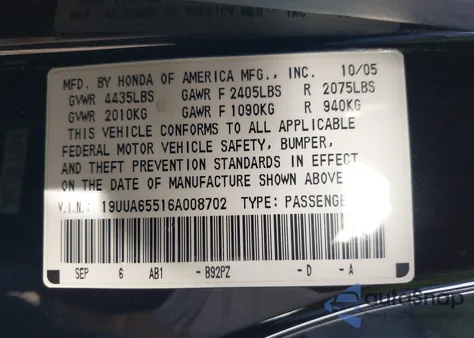 MFD. BY HONDA OF AMERICA MFG., INC. 10/05
GVWR 4435LBS GAWR F 2405LBS R 2075LBS
GVWR 2010KG GAWR F 1090KG R 940KG
THIS VEHICLE CONFORMS TO ALL APPLICABLE
FEDERAL MOTOR VEHICLE SAFETY, BUMPER,
AND THEFT PREVENTION STANDARDS IN EFFECT
ON THE DATE OF MANUFACTURE SHOWN ABOVE
V.I.N.: 19UUA65516A008702 TYPE: PASSENGE
SEP 6 AB1 - B92PZ - D - A
autoSnap